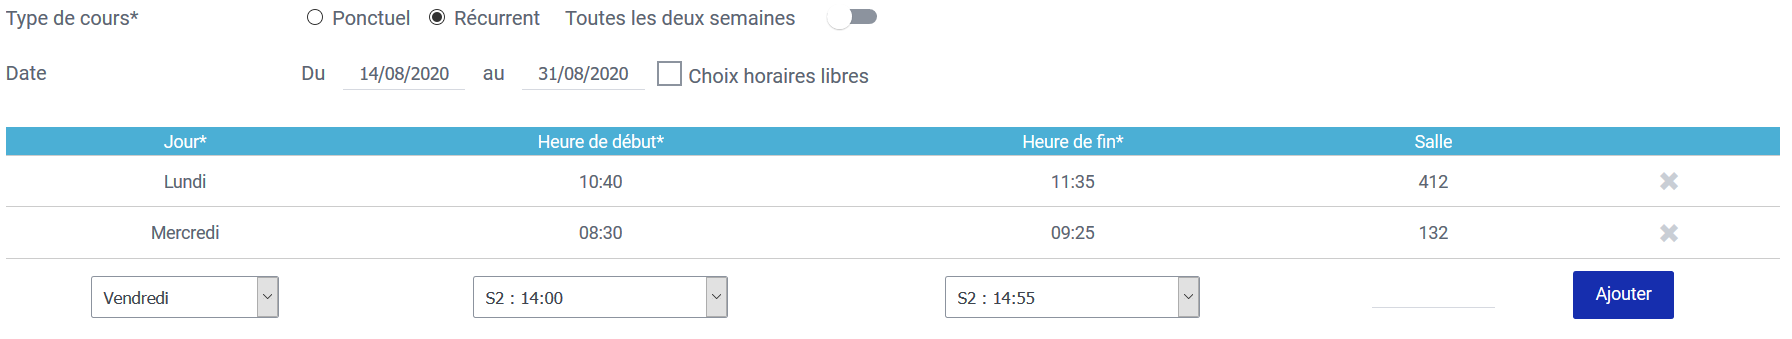 Type de cours* Ponctuel Récurrent Toutes les deux semaines
Date Du 14/08/2020 au 31/08/2020 Choix horaires libres
Jour* Heure de début* Heure de fin* Salle
Lundi 10:40 11:35 412
Mercredi 08:30 09:25 132
Vendredi S2 : 14:00 S2 : 14:55 Ajouter